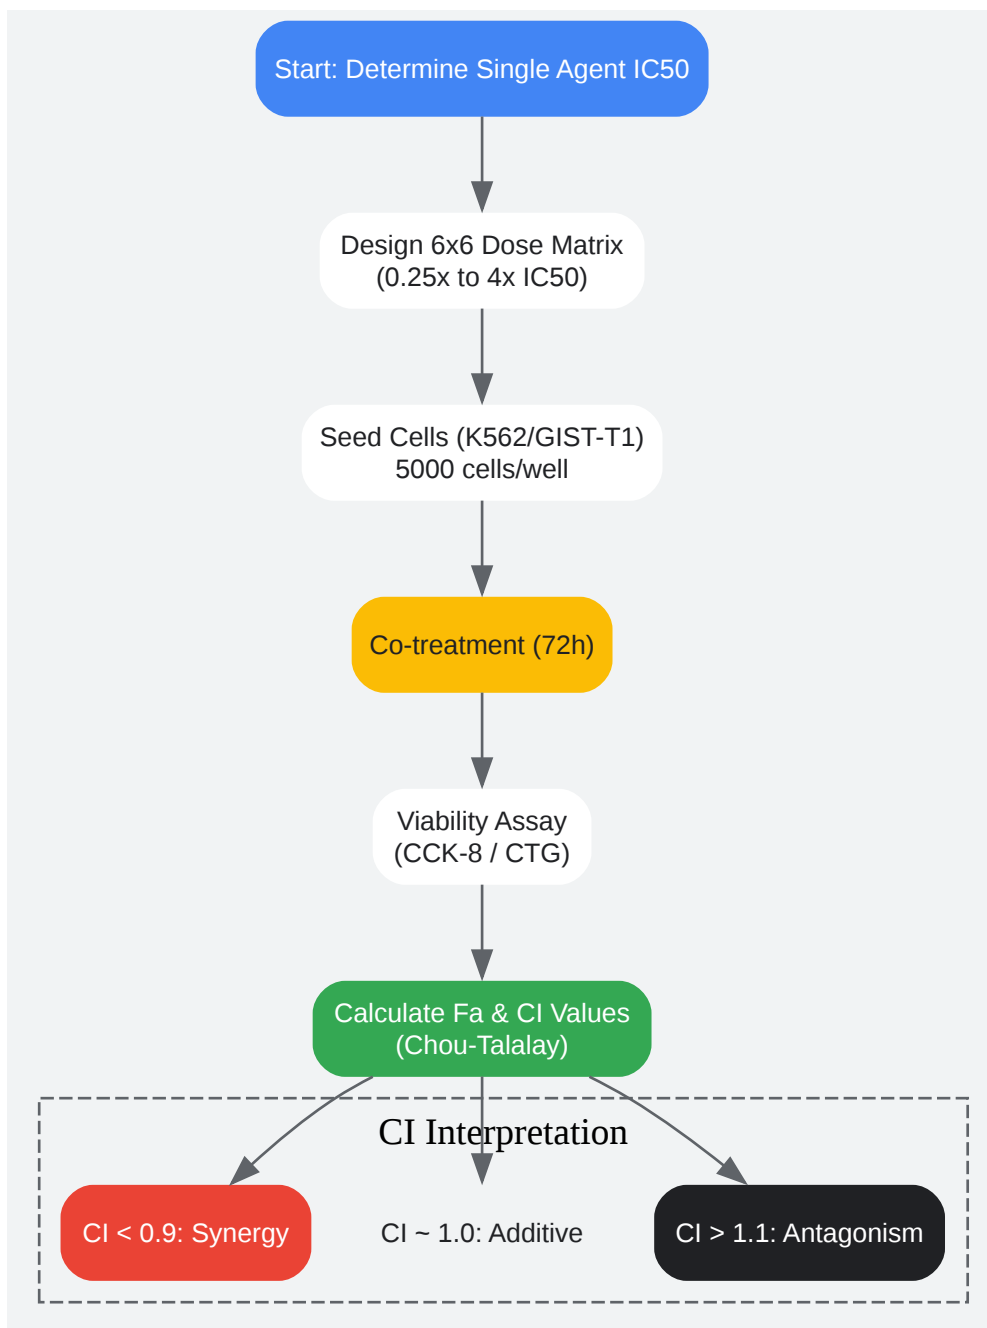 Start: Determine Single Agent IC50
Design 6x6 Dose Matrix
(0.25x to 4x IC50)
Seed Cells (K562/GIST-T1)
5000 cells/well
Co-treatment (72h)
Viability Assay
(CCK-8 / CTG)
Calculate Fa & CI Values
(Chou-Talalay)
CI Interpretation
CI < 0.9: Synergy
CI ~ 1.0: Additive
CI > 1.1: Antagonism